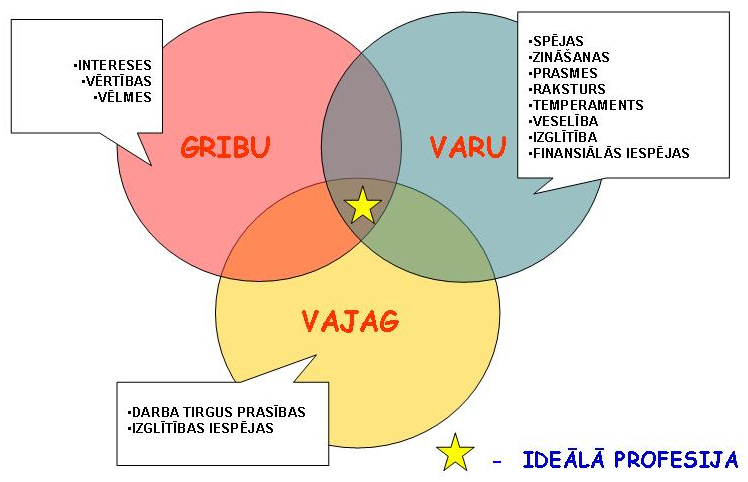 •INTERESES
•VĒRTĪBAS
•VĒLMES
•SPĒJAS
•ZINĀŠANAS
•PRASMES
•RAKSTURS
•TEMPERAMENTS
•VESELĪBA
•IZGLĪTĪBA
•FINANSIĀLĀS IESPĒJAS
GRIBU
VARU
VAJAG
•DARBA TIRGUS PRASĪBAS
•IZGLĪTĪBAS IESPĒJAS
- IDEĀLĀ PROFESIJA